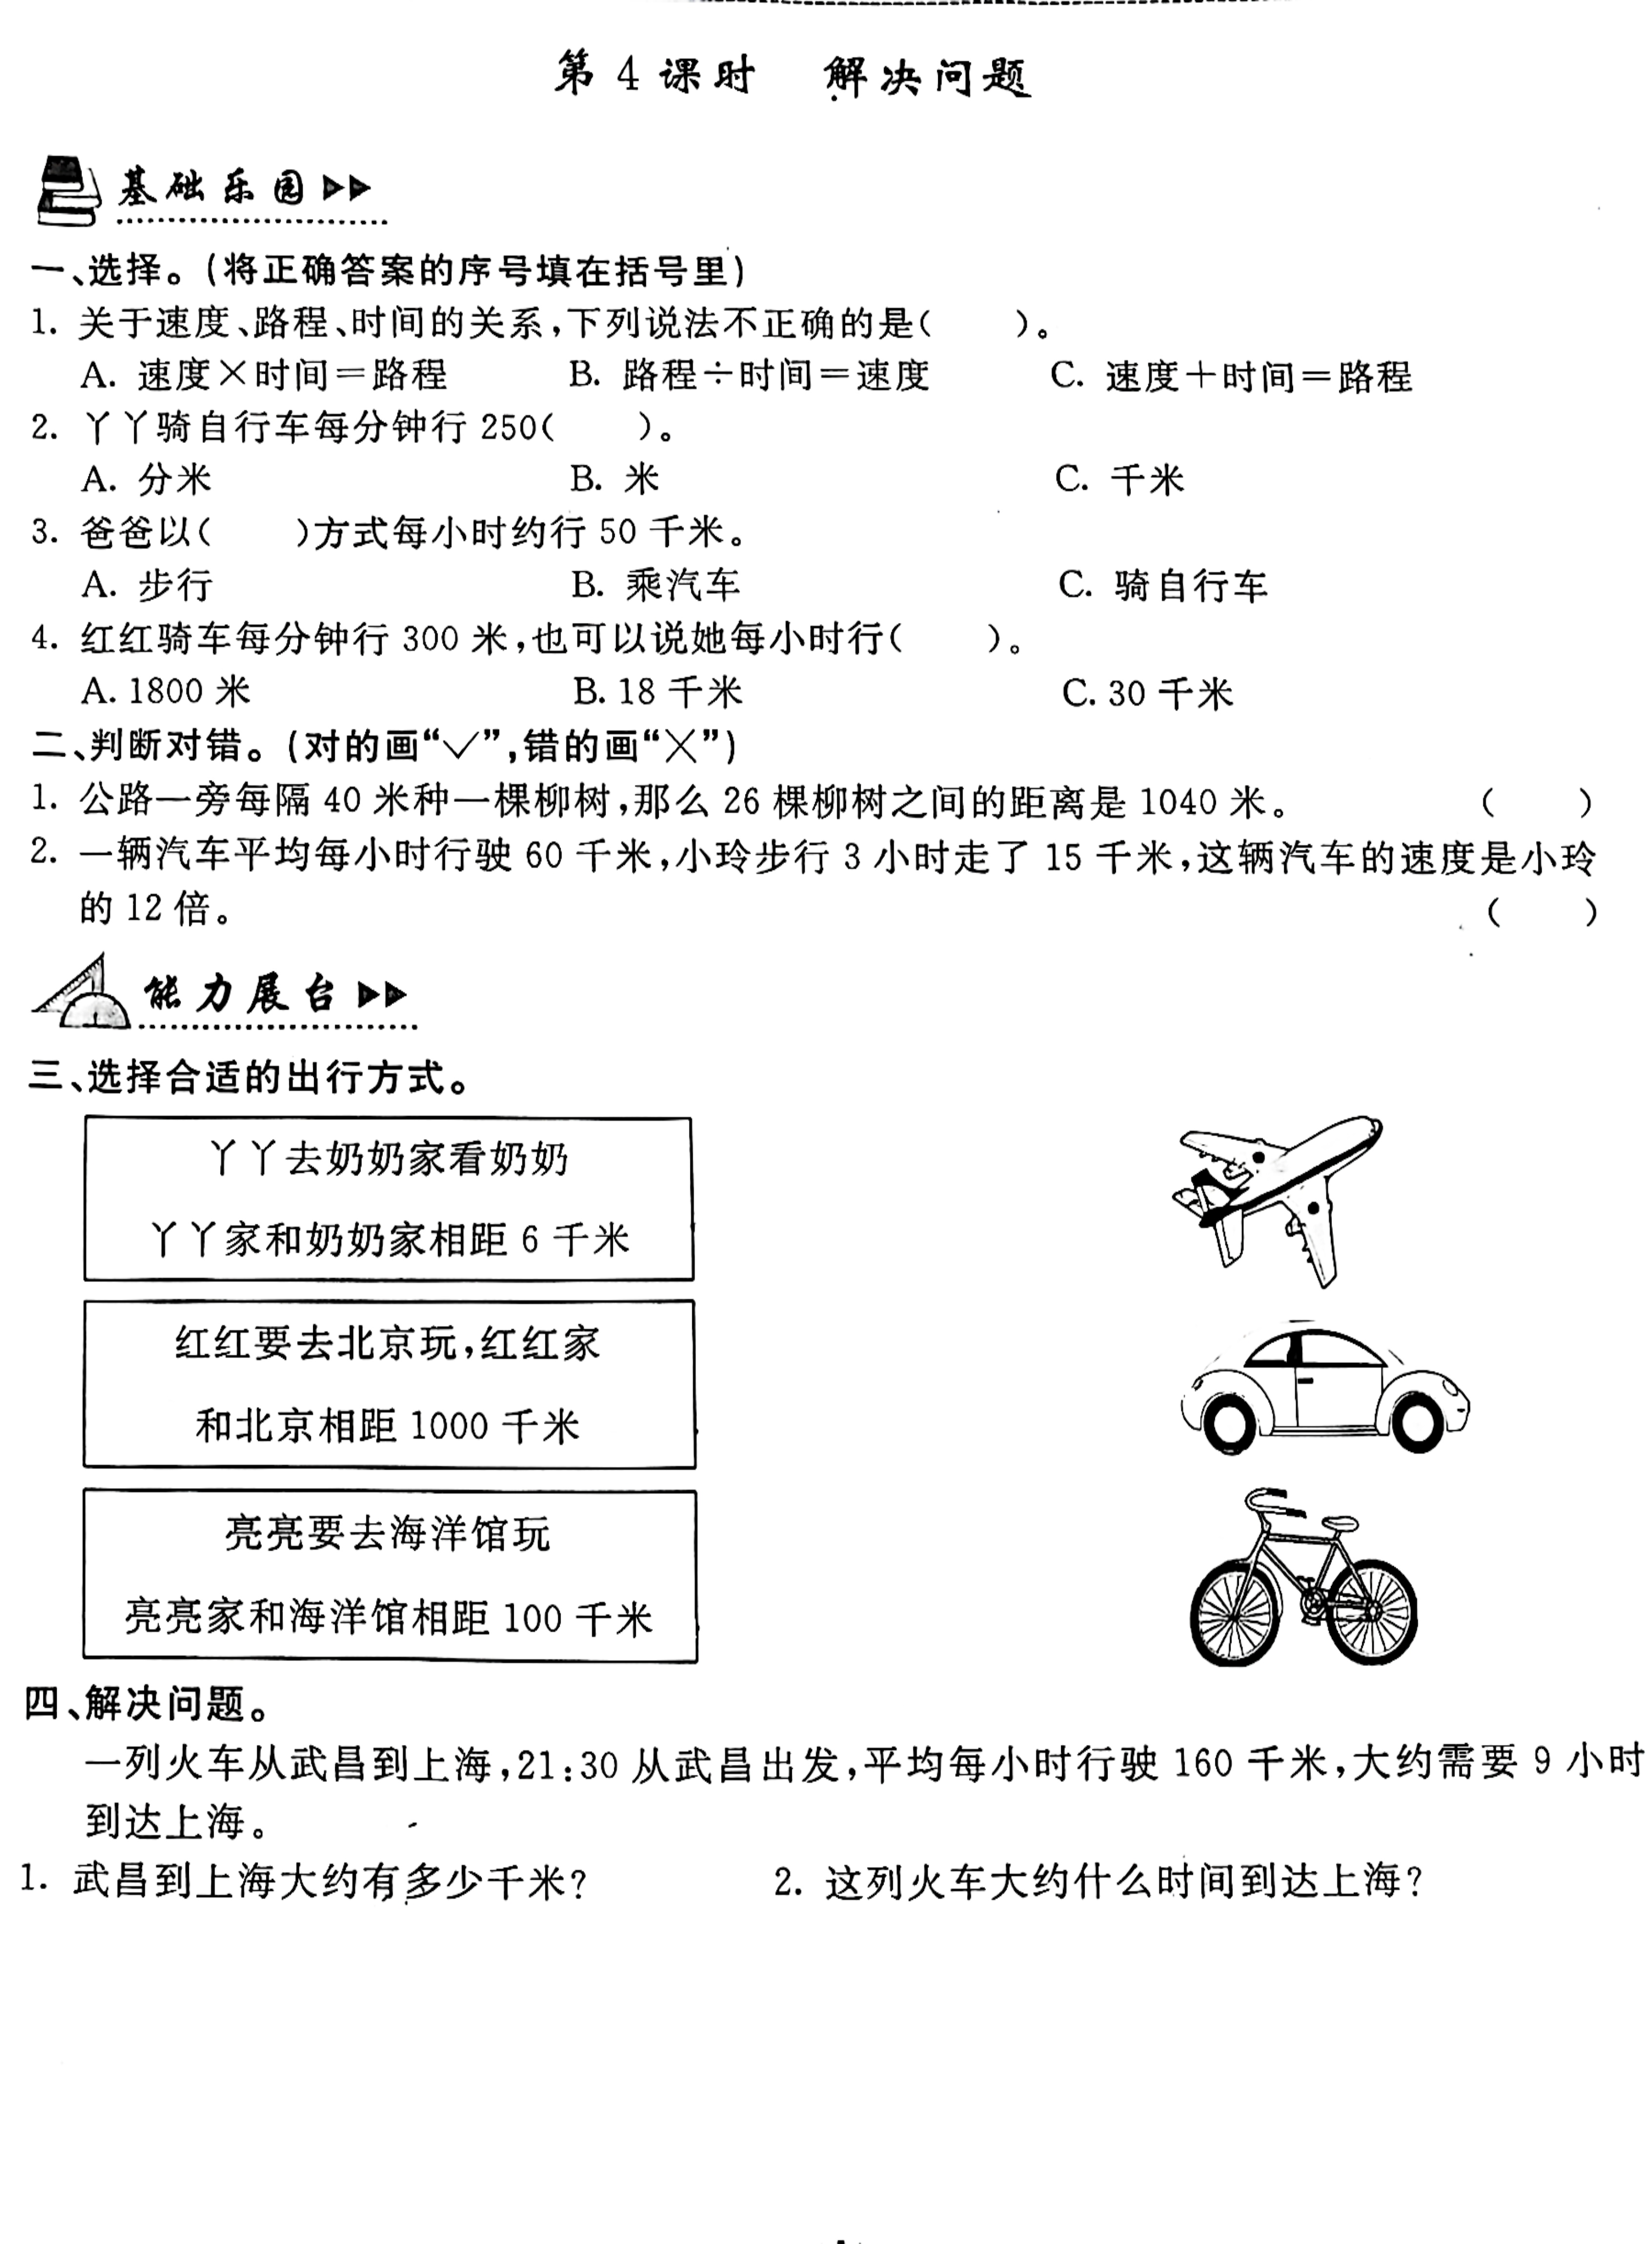 第 4 课时 解决问题
基础乐园
一、选择。(将正确答案的序号填在括号里)
1. 关于速度、路程、时间的关系,下列说法不正确的是( )。
A. 速度×时间=路程 B. 路程÷时间=速度 C. 速度+时间=路程
2. 丫丫骑自行车每分钟行 250( )。
A. 分米 B. 米 C. 千米
3. 爸爸以( )方式每小时约行 50 千米。
A. 步行 B. 乘汽车 C. 骑自行车
4. 红红骑车每分钟行 300 米,也可以说她每小时行( )。
A. 1800 米 B. 18 千米 C. 30 千米
二、判断对错。(对的画“✓”,错的画“×”)
1. 公路一旁每隔 40 米种一棵柳树,那么 26 棵柳树之间的距离是 1040 米。 ( )
2. 一辆汽车平均每小时行驶 60 千米,小玲步行 3 小时走了 15 千米,这辆汽车的速度是小玲
的 12 倍。 ( )
能力展台
三、选择合适的出行方式。
丫丫去奶奶家看奶奶
丫丫家和奶奶家相距 6 千米
红红要去北京玩,红红家
和北京相距 1000 千米
亮亮要去海洋馆玩
亮亮家和海洋馆相距 100 千米
四、解决问题。
一列火车从武昌到上海,21:30 从武昌出发,平均每小时行驶 160 千米,大约需要 9 小时
到达上海。
1. 武昌到上海大约有多少千米? 2. 这列火车大约什么时间到达上海?